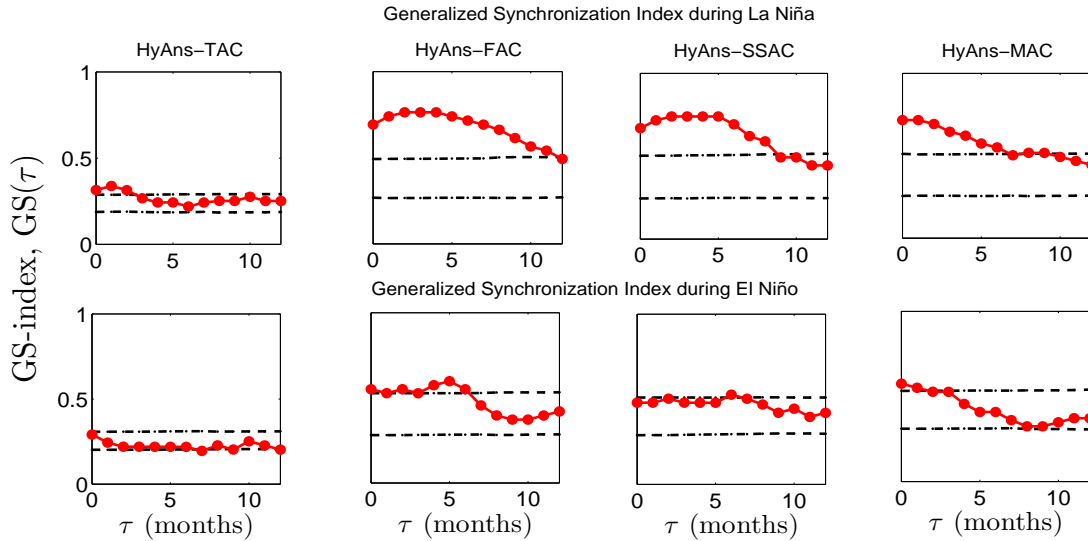 Generalized Synchronization Index during La Niña
HyAns−TAC HyAns−FAC HyAns−SSAC HyAns−MAC
GS-index, GS(τ)
1
0.5
0
0 5 10
0 5 10
0 5 10
0 5 10
Generalized Synchronization Index during El Niño
1
0.5
0
0 5 10
0 5 10
0 5 10
0 5 10
τ (months) τ (months) τ (months) τ (months)